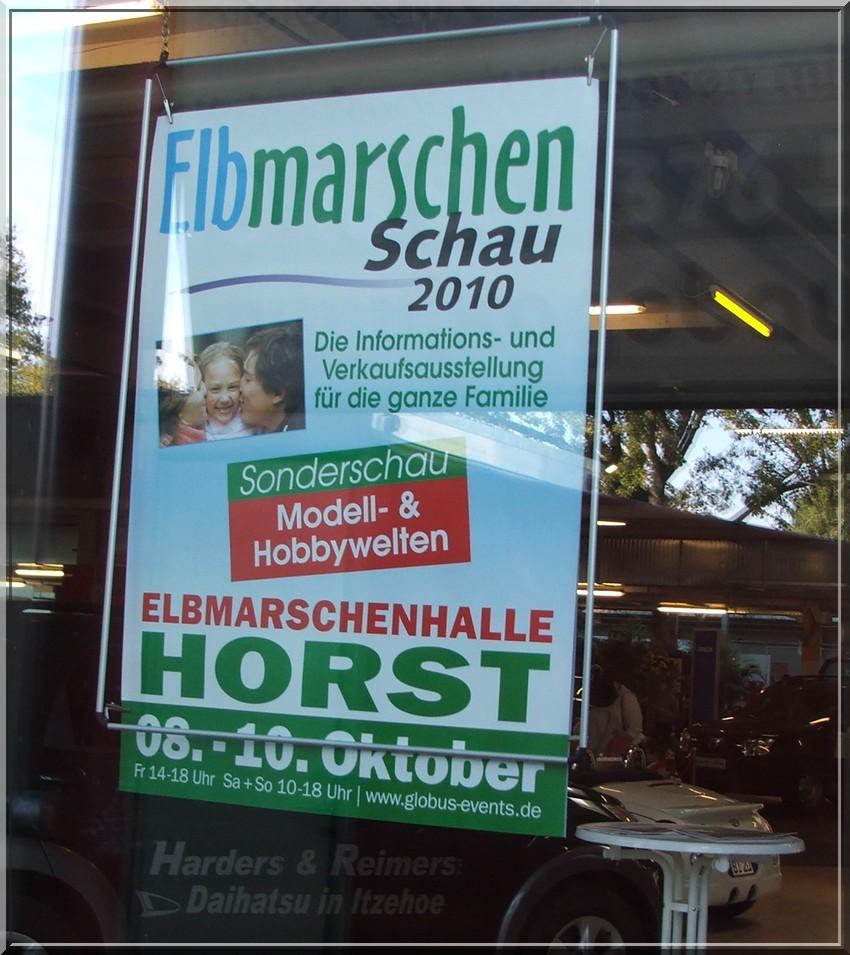 Elbmarschen
Schau
2010
Die Informations- und
Verkaufsausstellung
für die ganze Familie
Sonderschau
Modell- &
Hobbywelten
ELBMARSCHENHALLE
HORST
08. - 10. Oktober
Fr 14-18 Uhr Sa + So 10-18 Uhr | www.globus-events.de
Harders & Reimers
Daihatsu in Itzehoe